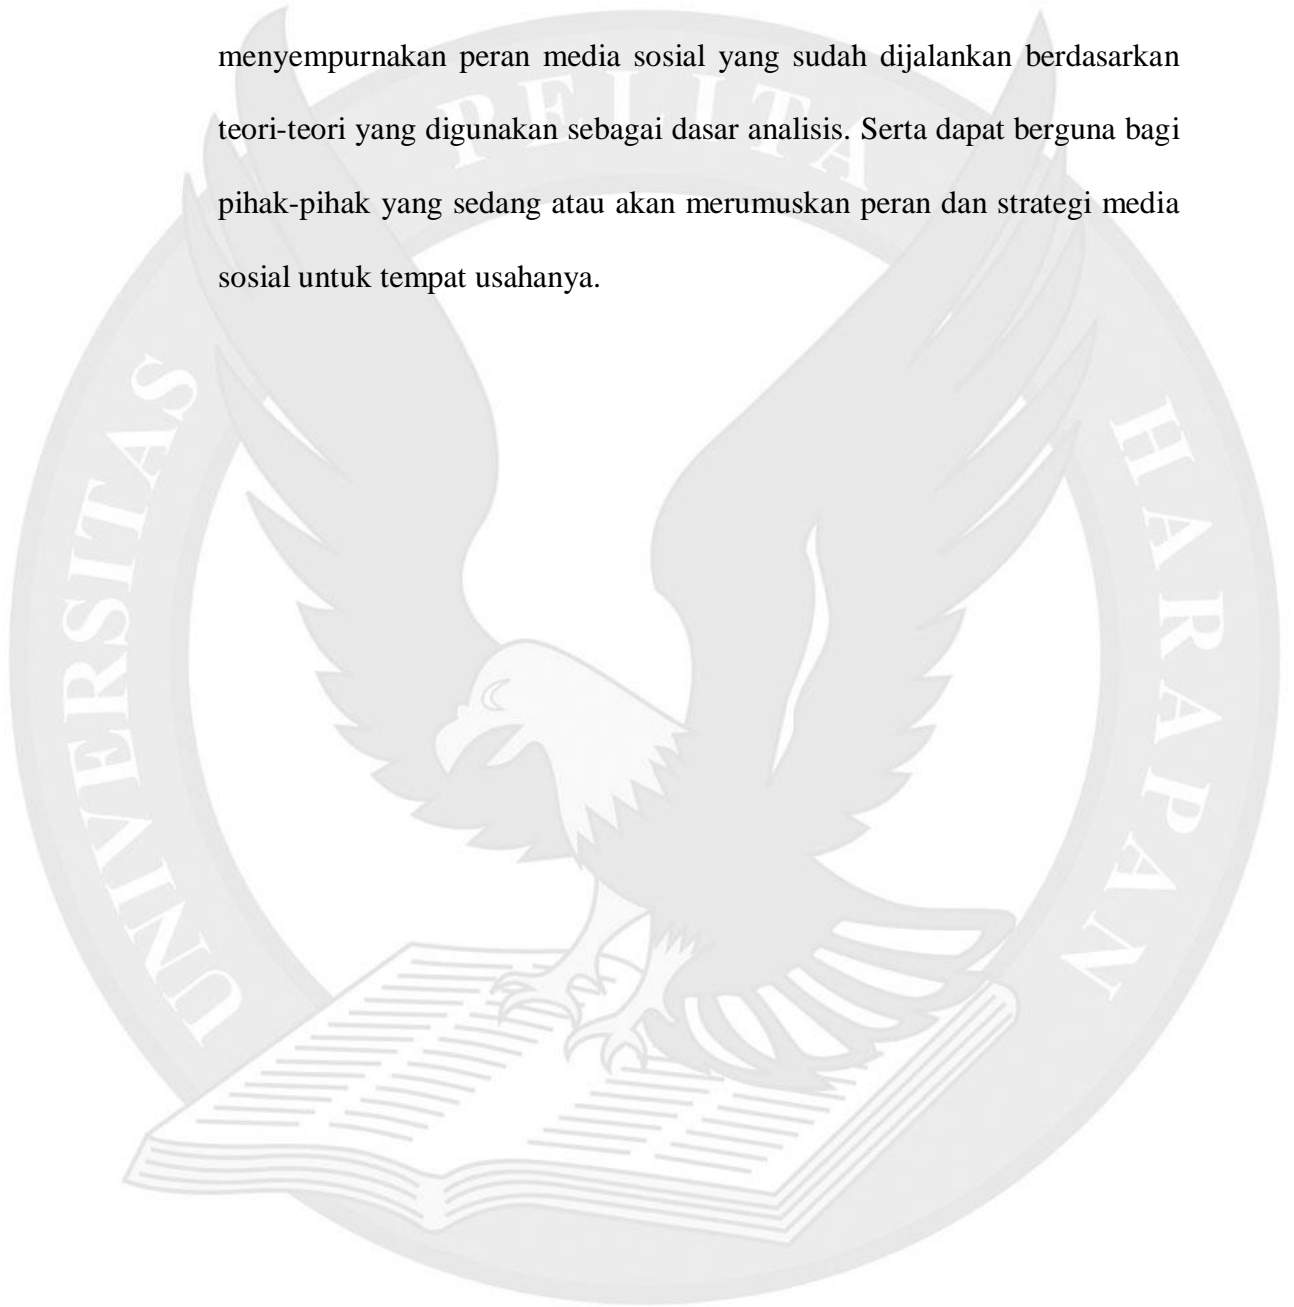 menyempurnakan peran media sosial yang sudah dijalankan berdasarkan
teori-teori yang digunakan sebagai dasar analisis. Serta dapat berguna bagi
pihak-pihak yang sedang atau akan merumuskan peran dan strategi media
sosial untuk tempat usahanya.
UNIVERSITAS
PELITA
HARAPAN